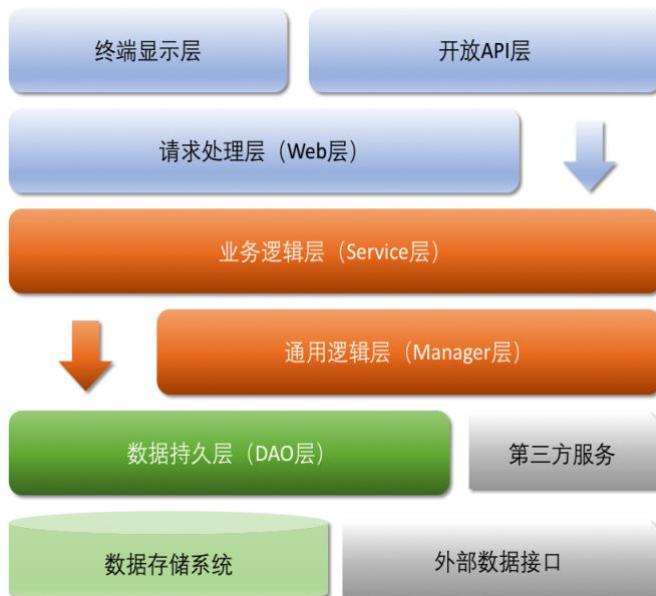 终端显示层
开放API层
请求处理层（Web层）
业务逻辑层（Service层）
通用逻辑层（Manager层）
数据持久层（DAO层）
第三方服务
数据存储系统
外部数据接口